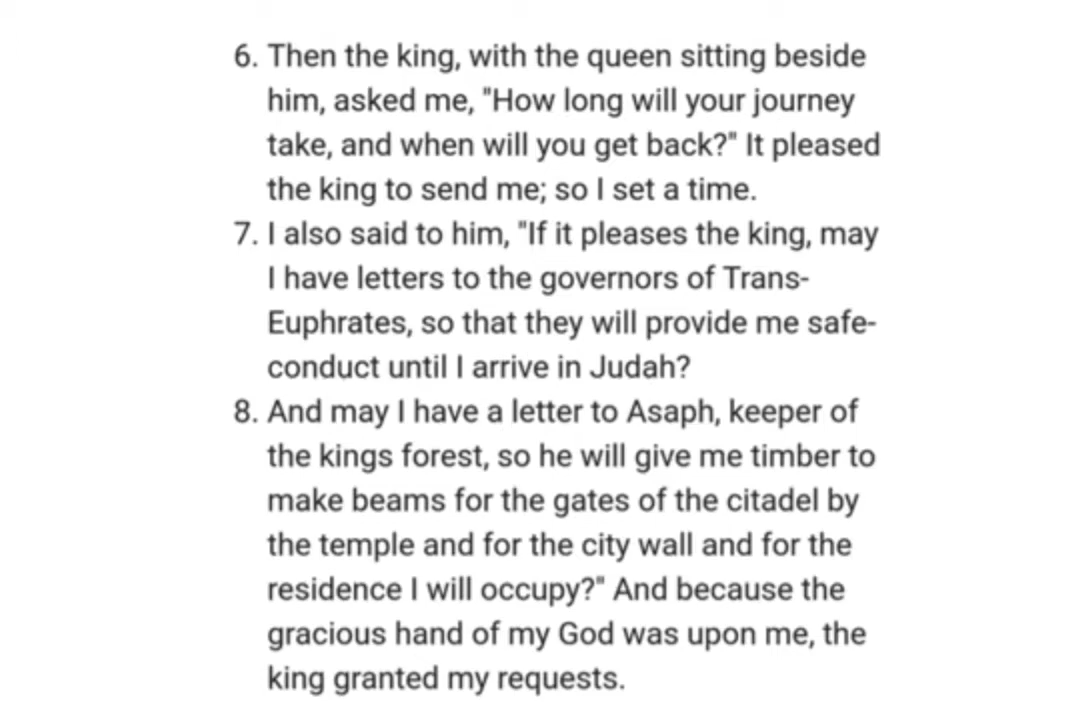 6. Then the king, with the queen sitting beside
him, asked me, "How long will your journey
take, and when will you get back?" It pleased
the king to send me; so I set a time.
7. I also said to him, "If it pleases the king, may
I have letters to the governors of Trans-
Euphrates, so that they will provide me safe-
conduct until I arrive in Judah?
8. And may I have a letter to Asaph, keeper of
the kings forest, so he will give me timber to
make beams for the gates of the citadel by
the temple and for the city wall and for the
residence I will occupy?" And because the
gracious hand of my God was upon me, the
king granted my requests.